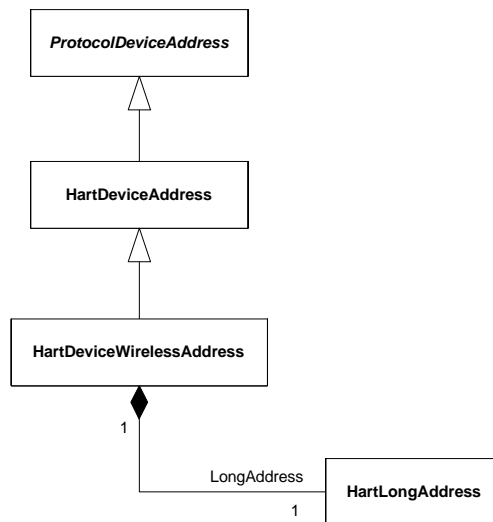 ProtocolDeviceAddress
HartDeviceAddress
HartDeviceWirelessAddress
1
LongAddress
HartLongAddress
1